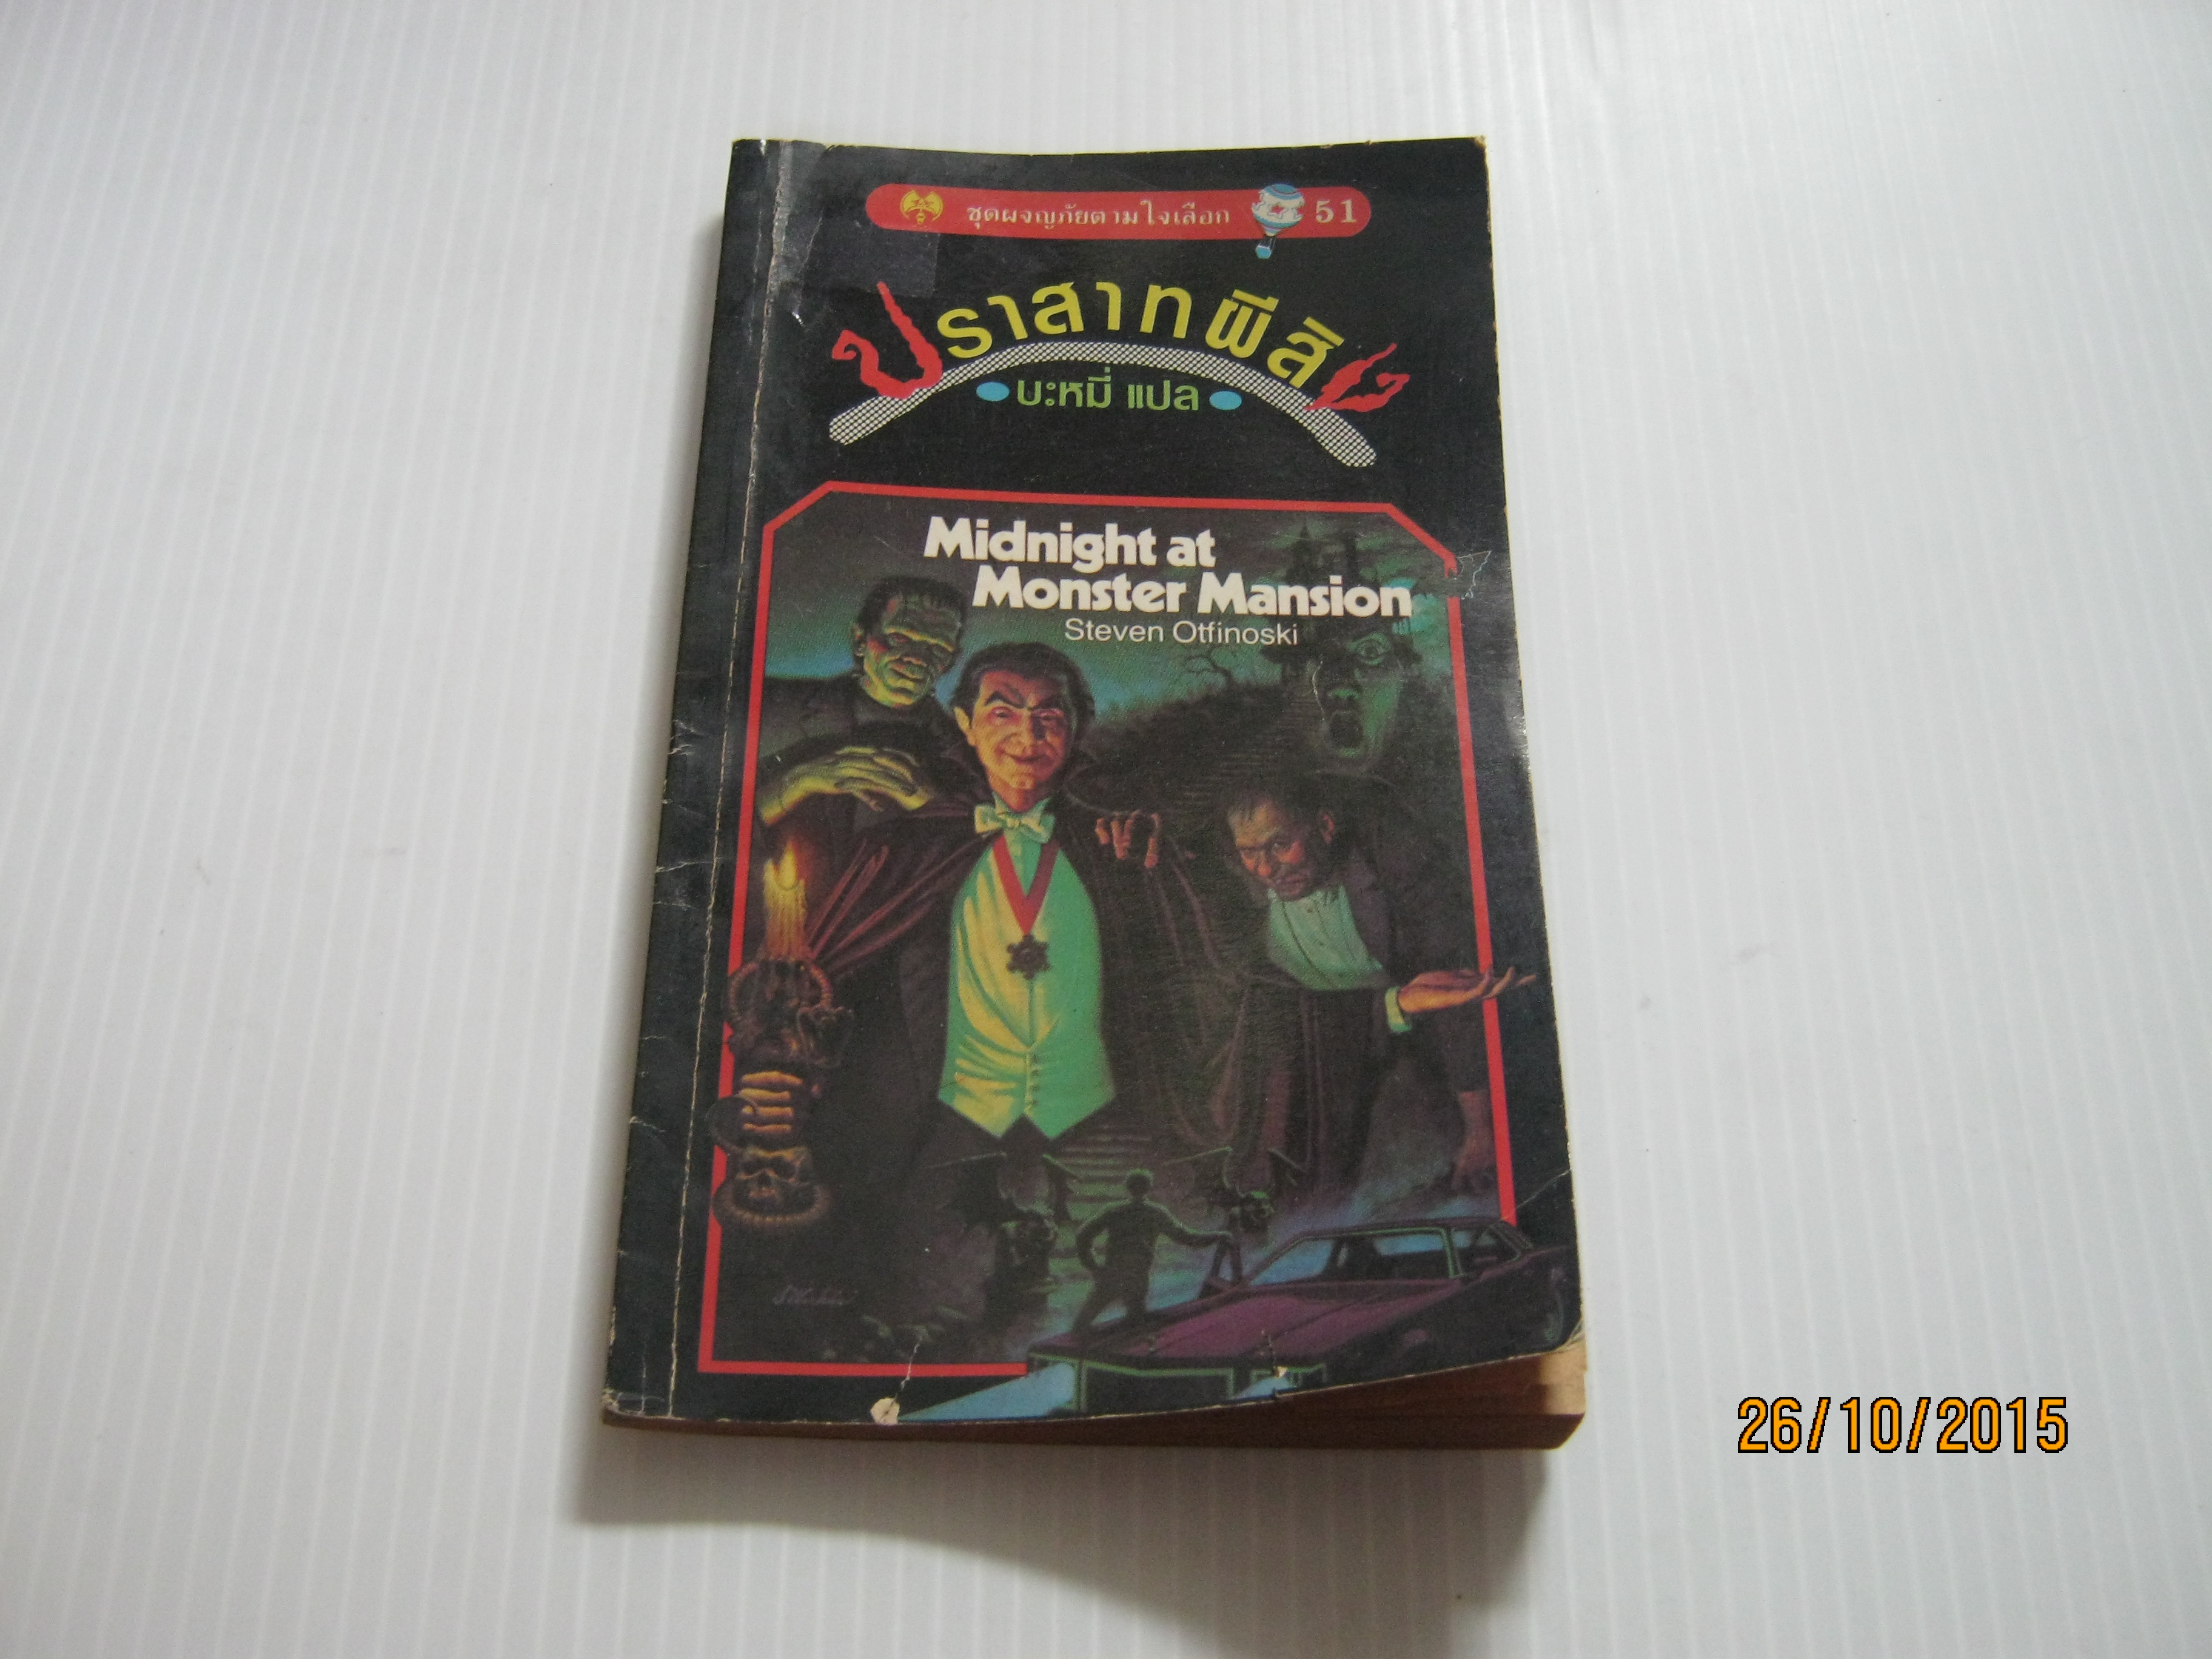 ชุดผจญภัยตามใจเลือก 51
ปราสาทผีสิง
บะหมี่ แปล
Midnight at
Monster Mansion
Steven Otfinoski
26/10/2015